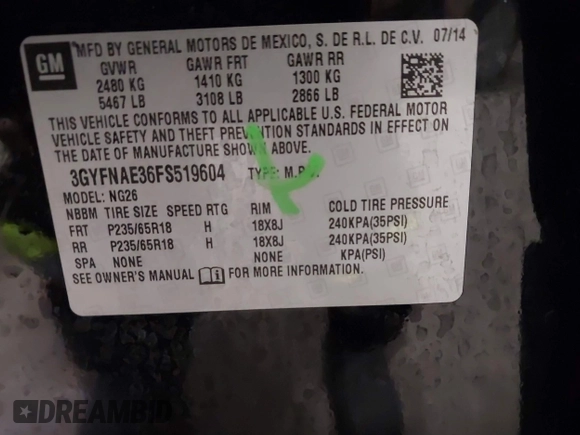 GM
MFD BY GENERAL MOTORS DE MEXICO, S. DE R.L. DE C.V. 07/14
GVWR GAWR FRT GAWR RR
2480 KG 1410 KG 1300 KG
5467 LB 3108 LB 2866 LB
THIS VEHICLE CONFORMS TO ALL APPLICABLE U.S. FEDERAL MOTOR
VEHICLE SAFETY AND THEFT PREVENTION STANDARDS IN EFFECT ON
THE DATE OF MANUFACTURE SHOWN ABOVE.
3GYFNAE36FS519604 TYPE: M.P.V.
MODEL: NG26
NBBM TIRE SIZE SPEED RTG RIM COLD TIRE PRESSURE
FRT P235/65R18 H 18X8J 240KPA(35PSI)
RR P235/65R18 H 18X8J 240KPA(35PSI)
SPA NONE NONE KPA(PSI)
SEE OWNER'S MANUAL FOR MORE INFORMATION.
DREAMBID